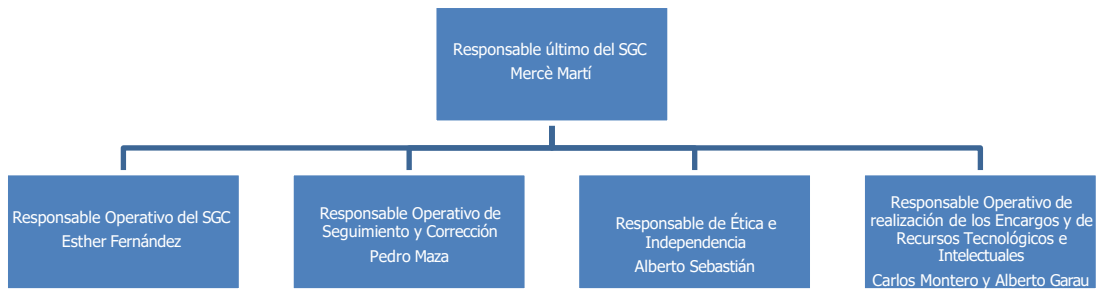 Responsable último del SGC
Mercè Martí
Responsable Operativo del SGC
Esther Fernández
Responsable Operativo de
Seguimiento y Corrección
Pedro Maza
Responsable de Ética e
Independencia
Alberto Sebastián
Responsable Operativo de
realización de los Encargos y de
Recursos Tecnológicos e
Intelectuales
Carlos Montero y Alberto Garau